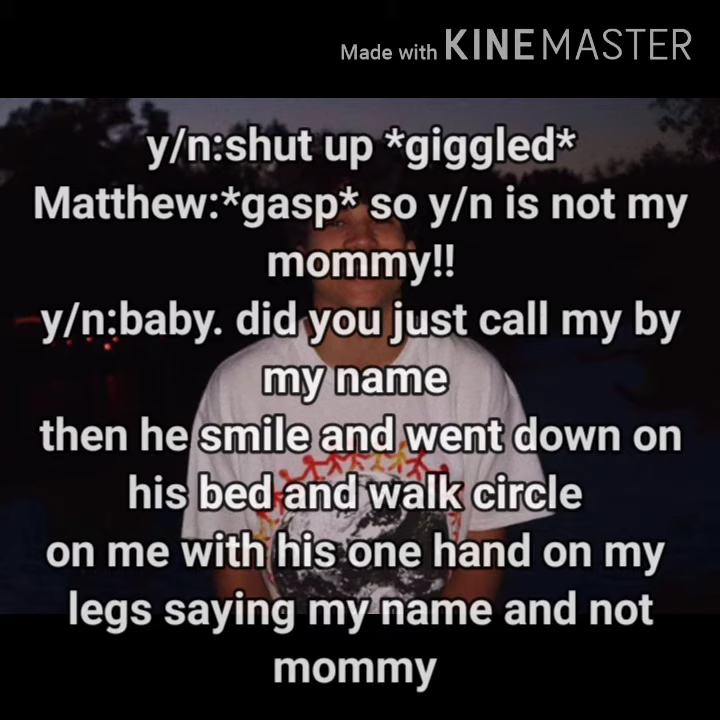 Made with KINEMASTER
y/n:shut up *giggled*
Matthew:*gasp* so y/n is not my
mommy!!
y/n:baby. did you just call my by
my name
then he smile and went down on
his bed and walk circle
on me with his one hand on my
legs saying my name and not
mommy